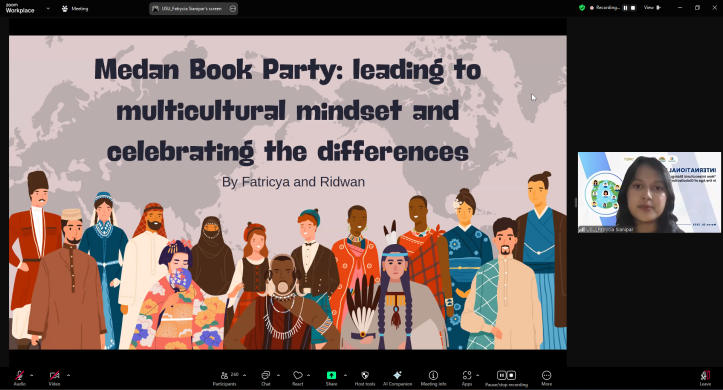 zoom
Workplace
Meeting
USU_Fatrycia Sianipar's screen
Recording...
View
Medan Book Party: leading to
multicultural mindset and
celebrating the differences
By Fatricya and Ridwan
INTERNATIONAL
USU_Fatrycia Sianipar
Audio
Video
260
Participants
Chat
React
Share
Host tools
AI Companion
Meeting info
Apps
Pause/stop recording
More
Leave